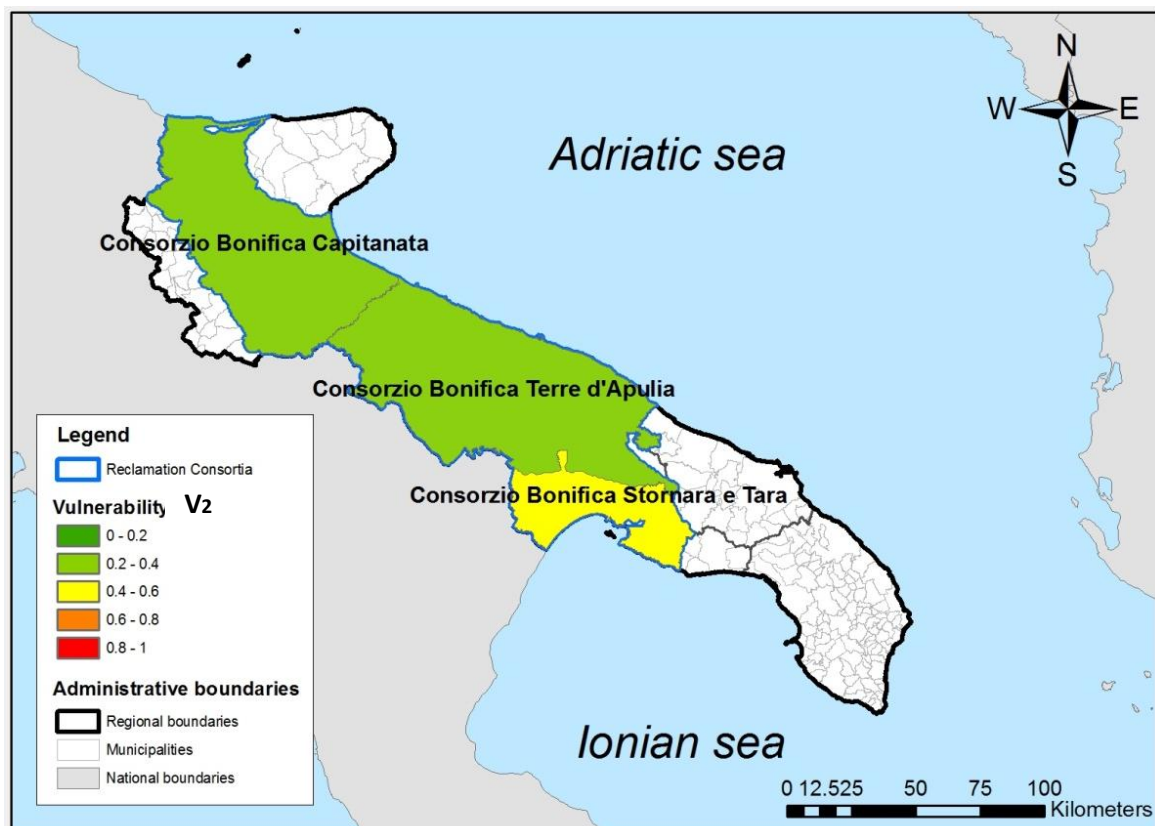 N
W E
S
Adriatic sea
Consorzio Bonifica Capitanata
Consorzio Bonifica Terre d'Apulia
Consorzio Bonifica Stornara e Tara
Ionian sea
Legend
Reclamation Consortia
Vulnerability V2
0 - 0.2
0.2 - 0.4
0.4 - 0.6
0.6 - 0.8
0.8 - 1
Administrative boundaries
Regional boundaries
Municipalities
National boundaries
0 12.525 50 75 100
Kilometers